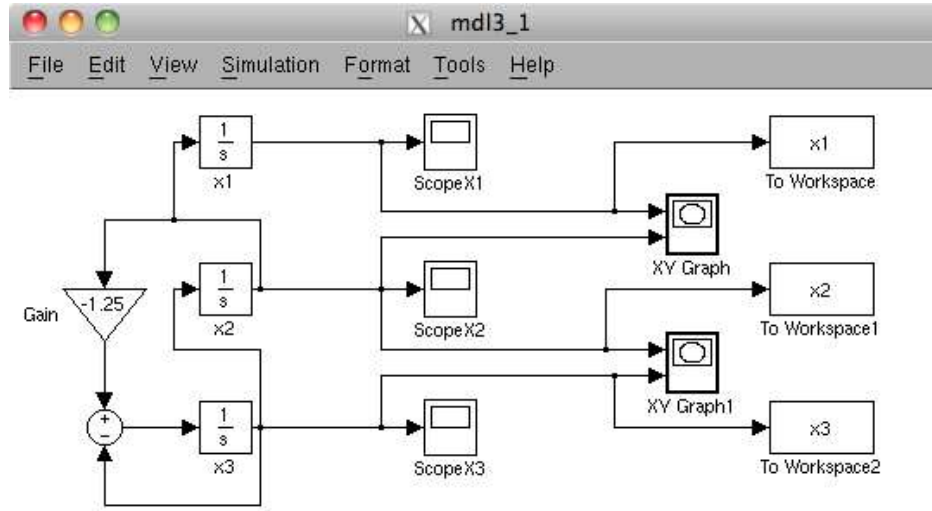 mdl3_1
File Edit View Simulation Format Tools Help
1
s
x1
ScopeX1
x1
To Workspace
XY Graph
Gain
-1.25
1
s
x2
ScopeX2
x2
To Workspace1
XY Graph1
+
−
1
s
x3
ScopeX3
x3
To Workspace2